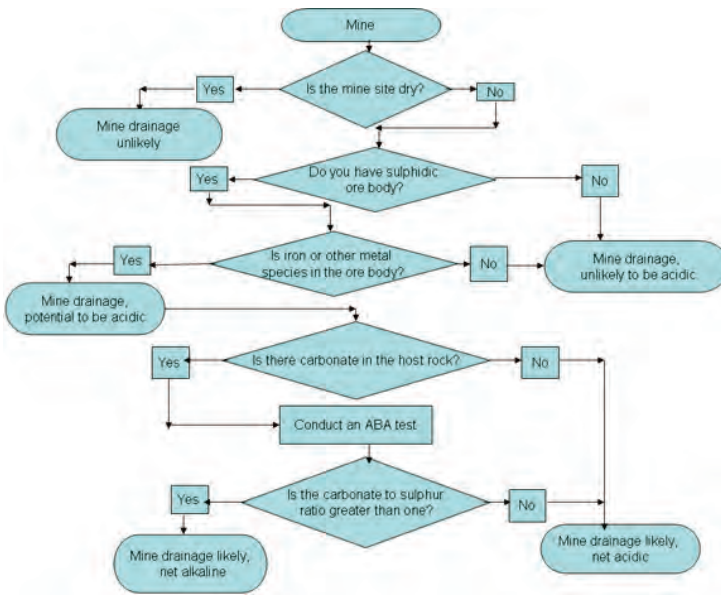 Mine
Is the mine site dry?
Yes
No
Mine drainage
unlikely
Do you have sulphidic
ore body?
Yes
No
Is iron or other metal
species in the ore body?
Yes
No
Mine drainage,
unlikely to be acidic
Mine drainage,
potential to be acidic
Is there carbonate in the host rock?
Yes
No
Conduct an ABA test
Is the carbonate to sulphur
ratio greater than one?
Yes
No
Mine drainage likely,
net alkaline
Mine drainage likely,
net acidic